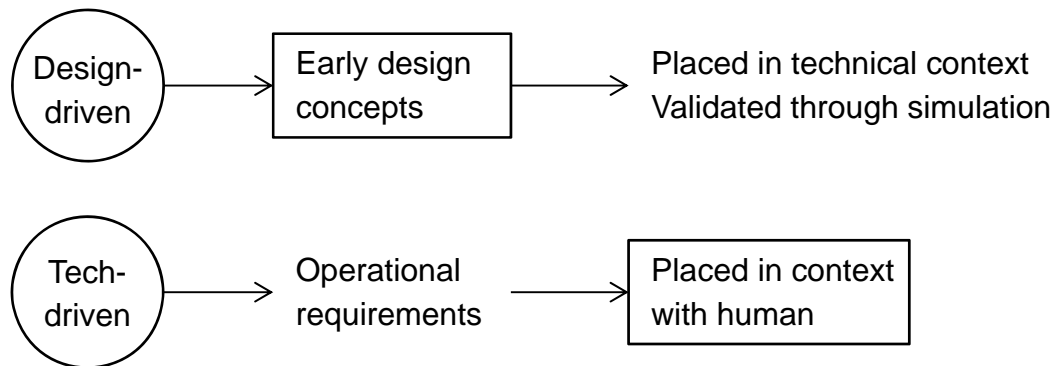 Design-
driven
Early design
concepts
Placed in technical context
Validated through simulation
Tech-
driven
Operational
requirements
Placed in context
with human